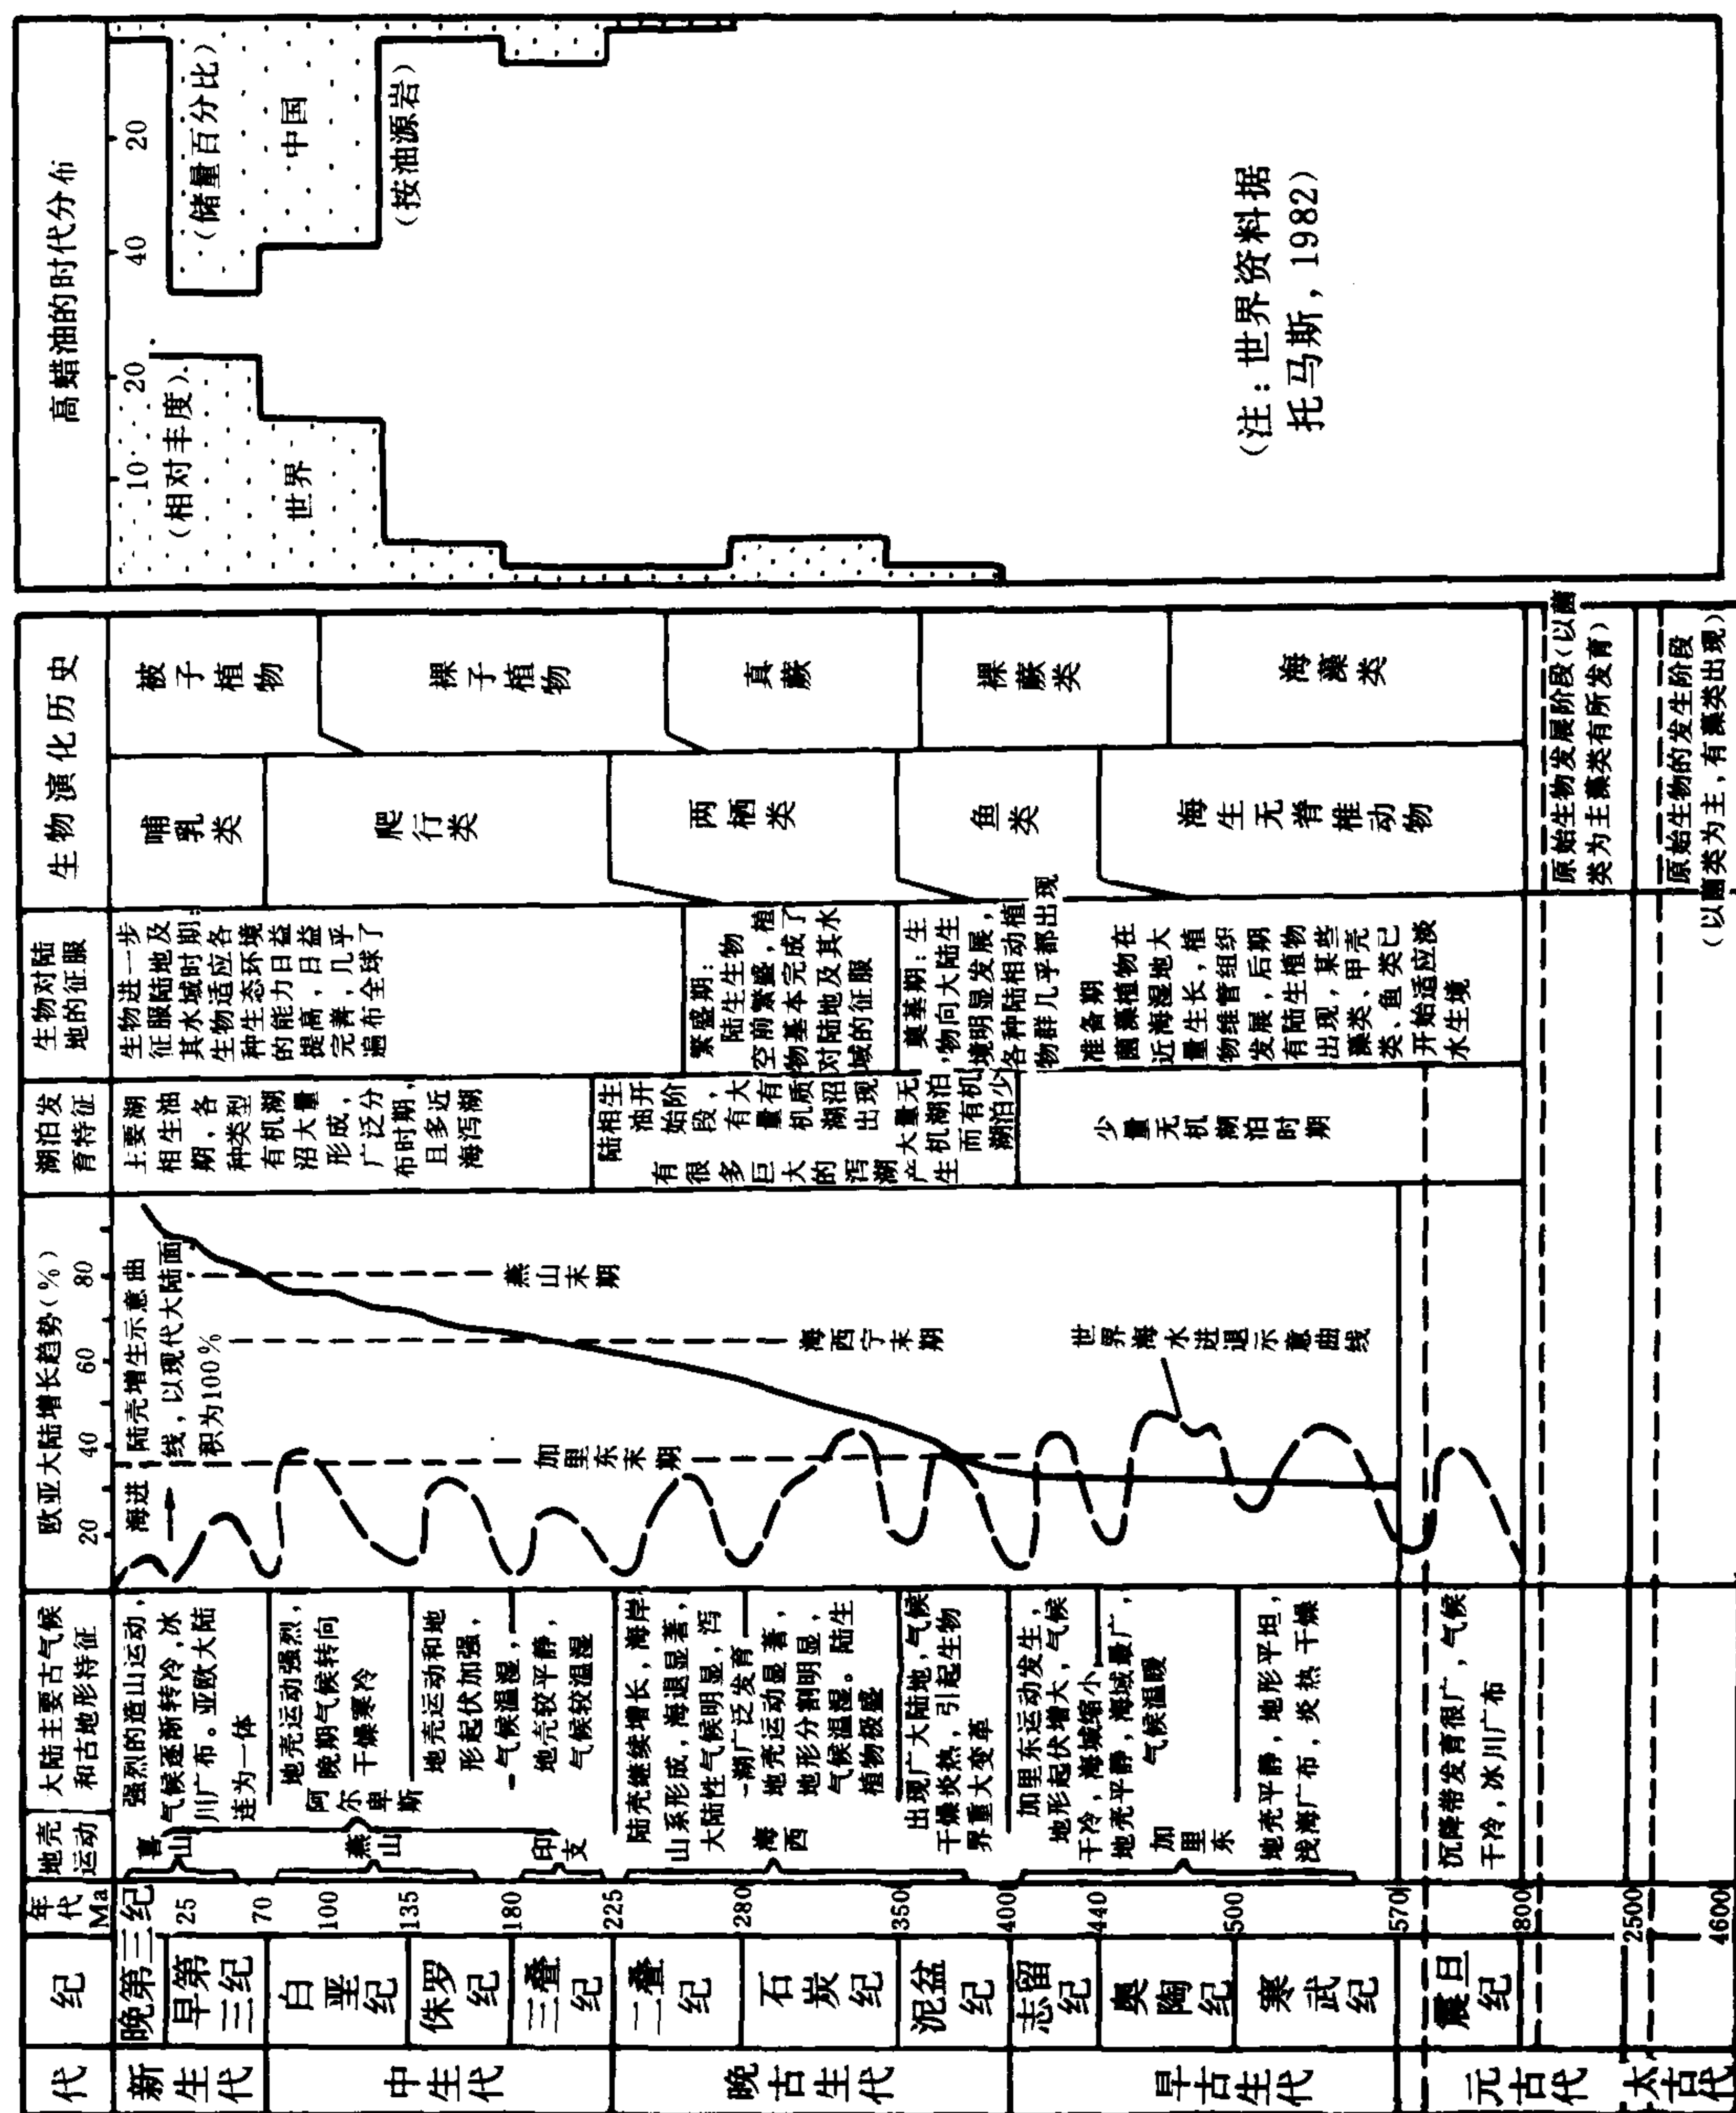 代
纪
年代
Ma
地壳
运动
大陆主要古气候
和古地形特征
欧亚大陆增长趋势(%)
20
40
60
80
湖泊发
育特征
生物对陆
地的征服
生物演化历史
高蜡油的时代分布
10
20
40
20
新生代
中生代
晚古生代
早古生代
元古代
太古代
晚第三纪
早第三纪
白垩纪
侏罗纪
三叠纪
二叠纪
石炭纪
泥盆纪
志留纪
奥陶纪
寒武纪
震旦纪
25
70
100
135
180
225
280
350
400
440
500
570
800
2500
4600
喜山
燕山
阿尔卑斯
印支
海西
加里东
强烈的造山运动,
气候逐渐转冷,冰
川广布。亚欧大陆
连为一体
地壳运动强烈,
晚期气候转向
干燥寒冷
地壳运动和地
形起伏加强,
气候温湿,
地壳较平静,
气候较温湿
陆壳继续增长,海岸
山系形成,海退显著,
大陆性气候明显,泻
湖广泛发育
地壳运动显著,
地形分割明显,
气候温湿。陆生
植物极盛
出现广大陆地,气候
干燥炎热,引起生物
界重大变革
加里东运动发生,
地形起伏增大,气候
干冷,海域缩小,
地壳平静,海域最广,
气候温暖
地壳平静,地形平坦,
浅海广布,炎热干燥
沉降带发育很广,气候
干冷,冰川广布
海进
陆壳增生示意曲
线,以现代大陆面
积为100%
燕山末期
海西宁末期
加里东末期
世界海水进退示意曲线
主要湖
相生油
期,各
种类型
有机湖
沼大量
形成,
广泛分
布时期,
且多近
海泻湖
陆相生
油开
始阶
段,有大
量有
机质
湖沼
出现
有很多巨大的泻湖产生
大量无
机湖泊
而有机
湖泊少
少量无机湖泊时期
生物进一步
征服陆地及
其水域时期:
生物适应各
种生态环境
的能力日益
提高,日益
完善,几乎
遍布全球了
繁盛期:
陆生生物
空前繁盛,植
物基本完成了
对陆地及其水
域的征服
奠基期:生
物向大陆生
境明显发展,
各种陆相动植
物群几乎都出现
准备期
菌藻植物在
近海湿地大
量生长,植
物维管组织
发展,后期
有陆生植物
出现,某些
藻类、甲壳
类、鱼类已
开始适应淡
水生境
哺乳类
爬行类
两栖类
鱼类
海生无脊椎动物
被子植物
裸子植物
真蕨
裸蕨类
海藻类
原始生物发展阶段(以菌
类为主藻类有所发育)
原始生物的发生阶段
(以菌类为主,有藻类出现)
(相对丰度)
世界
(储量百分比)
中国
(按油源岩)
(注:世界资料据
托马斯,1982)